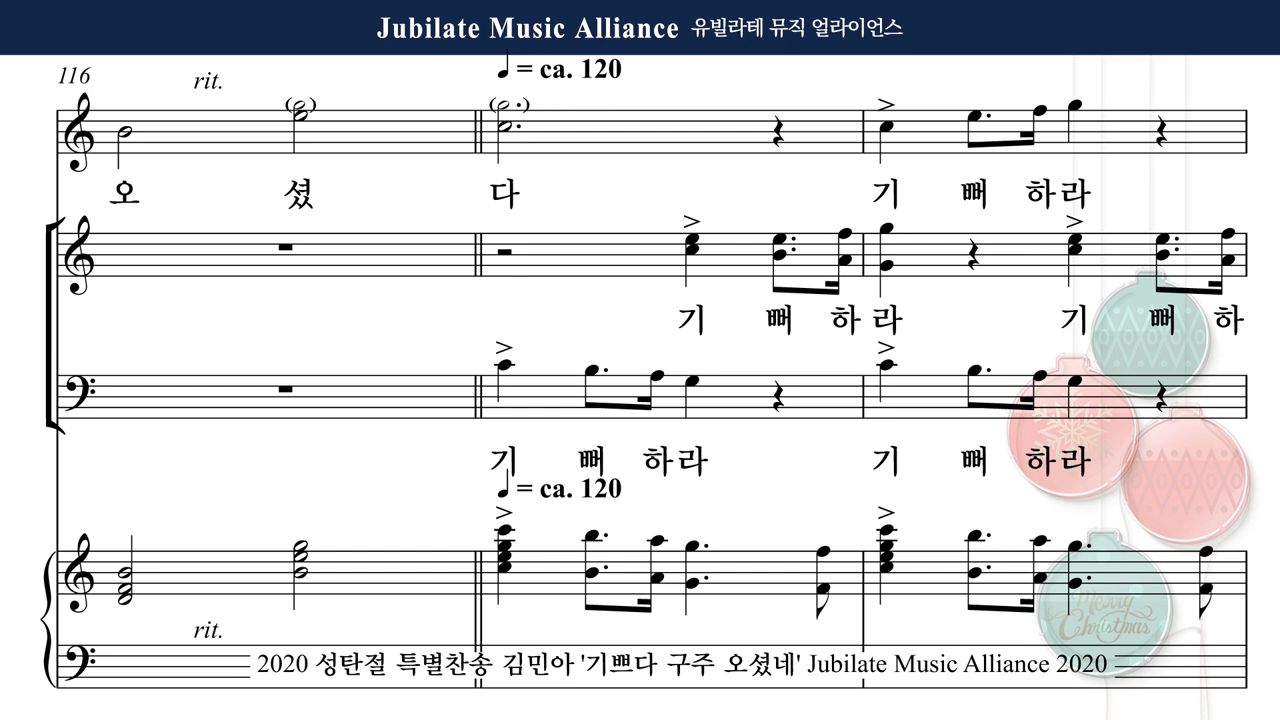 Jubilate Music Alliance 유빌라테 뮤직 얼라이언스
116 rit. ♩ = ca. 120
오 셨 다 기 뻐 하 라
기 뻐 하 라 기 뻐 하
기 뻐 하 라 기 뻐 하 라
♩ = ca. 120
Merry Christmas
rit.
2020 성탄절 특별찬송 김민아 '기쁘다 구주 오셨네' Jubilate Music Alliance 2020